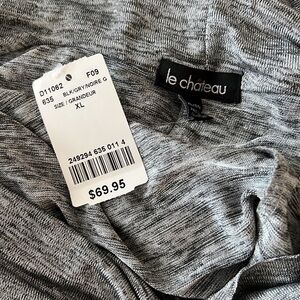 D11062 F09
635 BLK/GRY/NOIRE G
SIZE / GRANDEUR
XL
249294 635 011 4
$69.95
le château